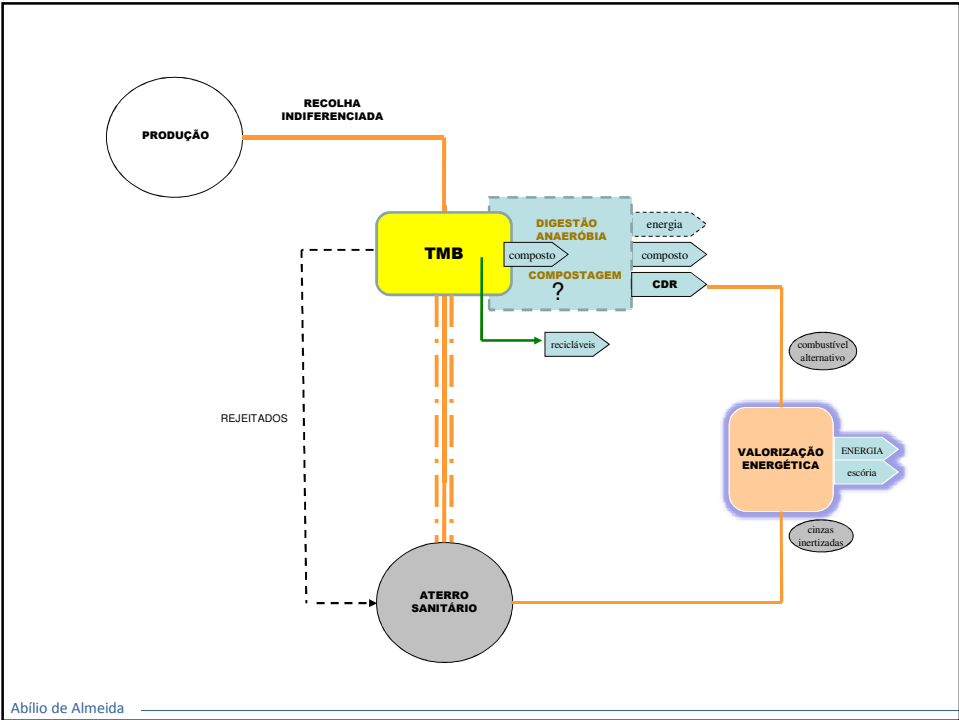 RECOLHA
INDIFERENCIADA
PRODUÇÃO
DIGESTÃO
ANAERÓBIA
energia
TMB
composto
composto
COMPOSTAGEM
?
CDR
recicláveis
combustível
alternativo
REJEITADOS
VALORIZAÇÃO
ENERGÉTICA
ENERGIA
escória
cinzas
inertizadas
ATERRO
SANITÁRIO
Abílio de Almeida